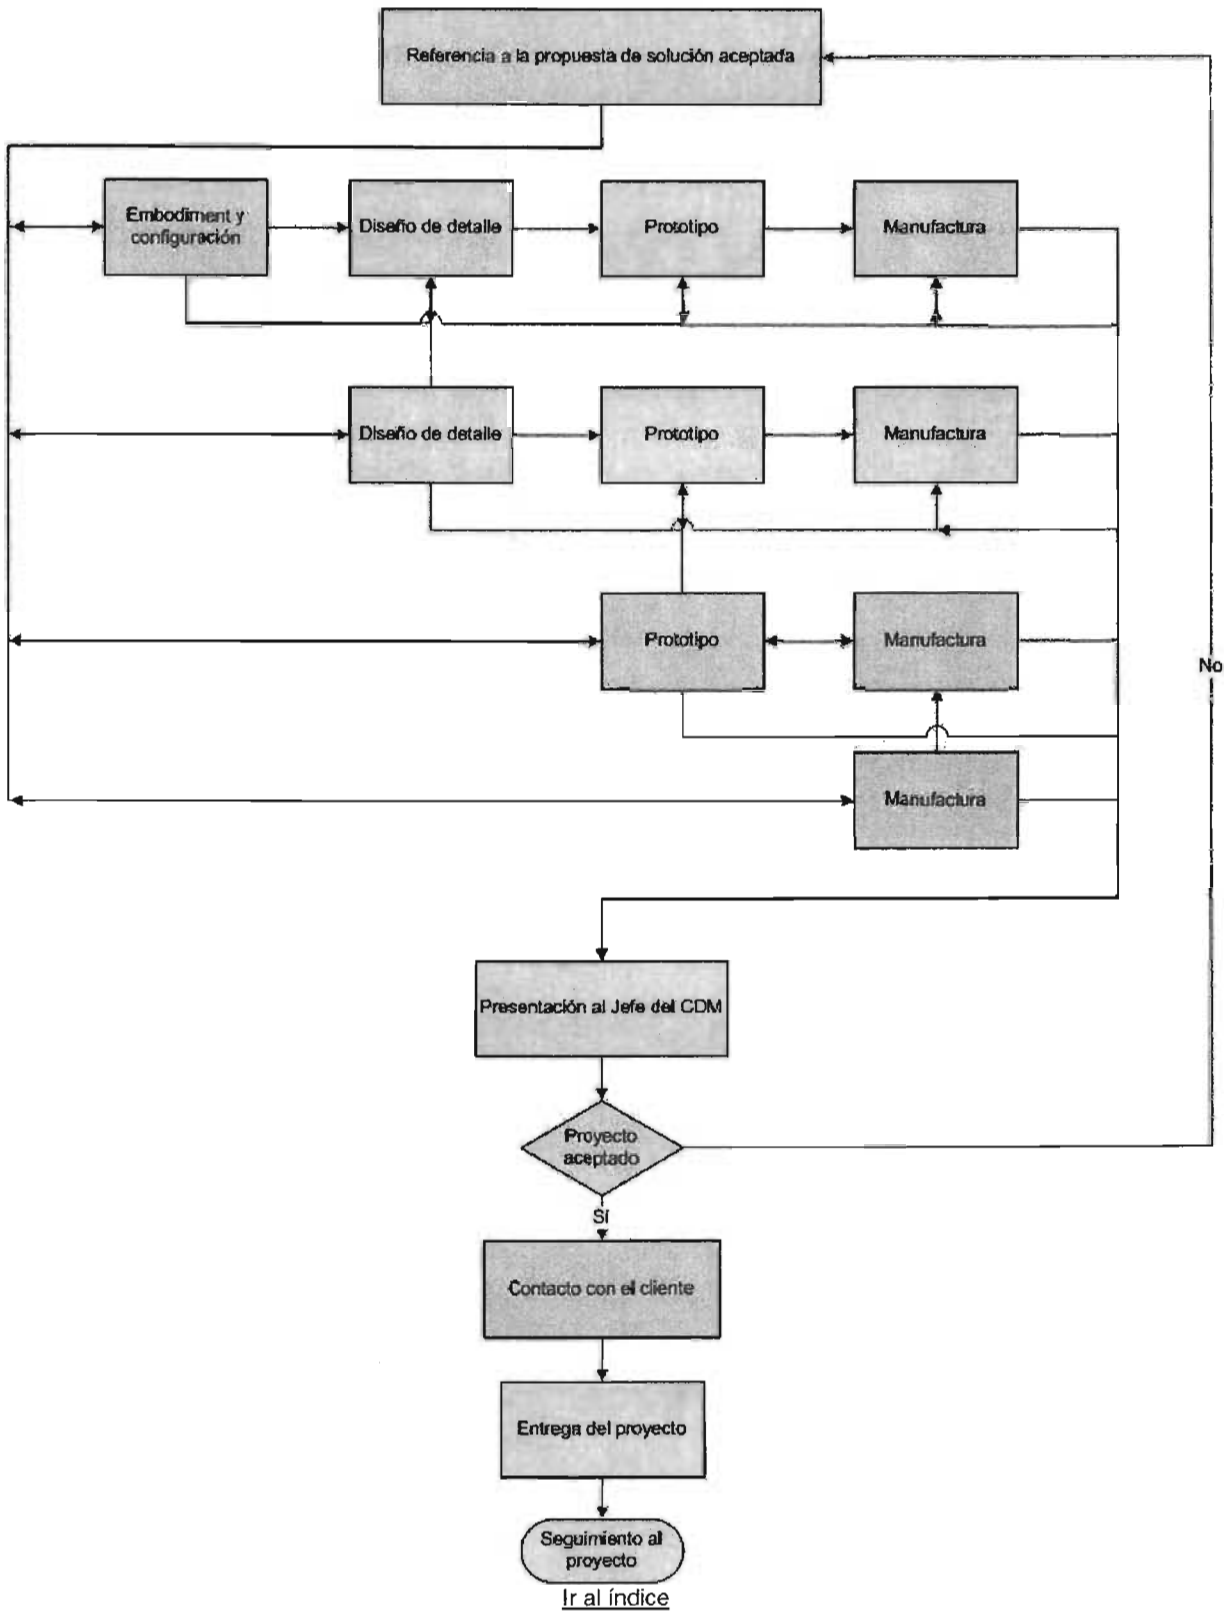 Referencia a la propuesta de solución aceptada
Embodiment y
configuración
Diseño de detalle
Prototipo
Manufactura
Diseño de detalle
Prototipo
Manufactura
Prototipo
Manufactura
No
Manufactura
Presentación al Jefe del CDM
Proyecto
aceptado
Sí
Contacto con el cliente
Entrega del proyecto
Seguimiento al
proyecto
Ir al índice